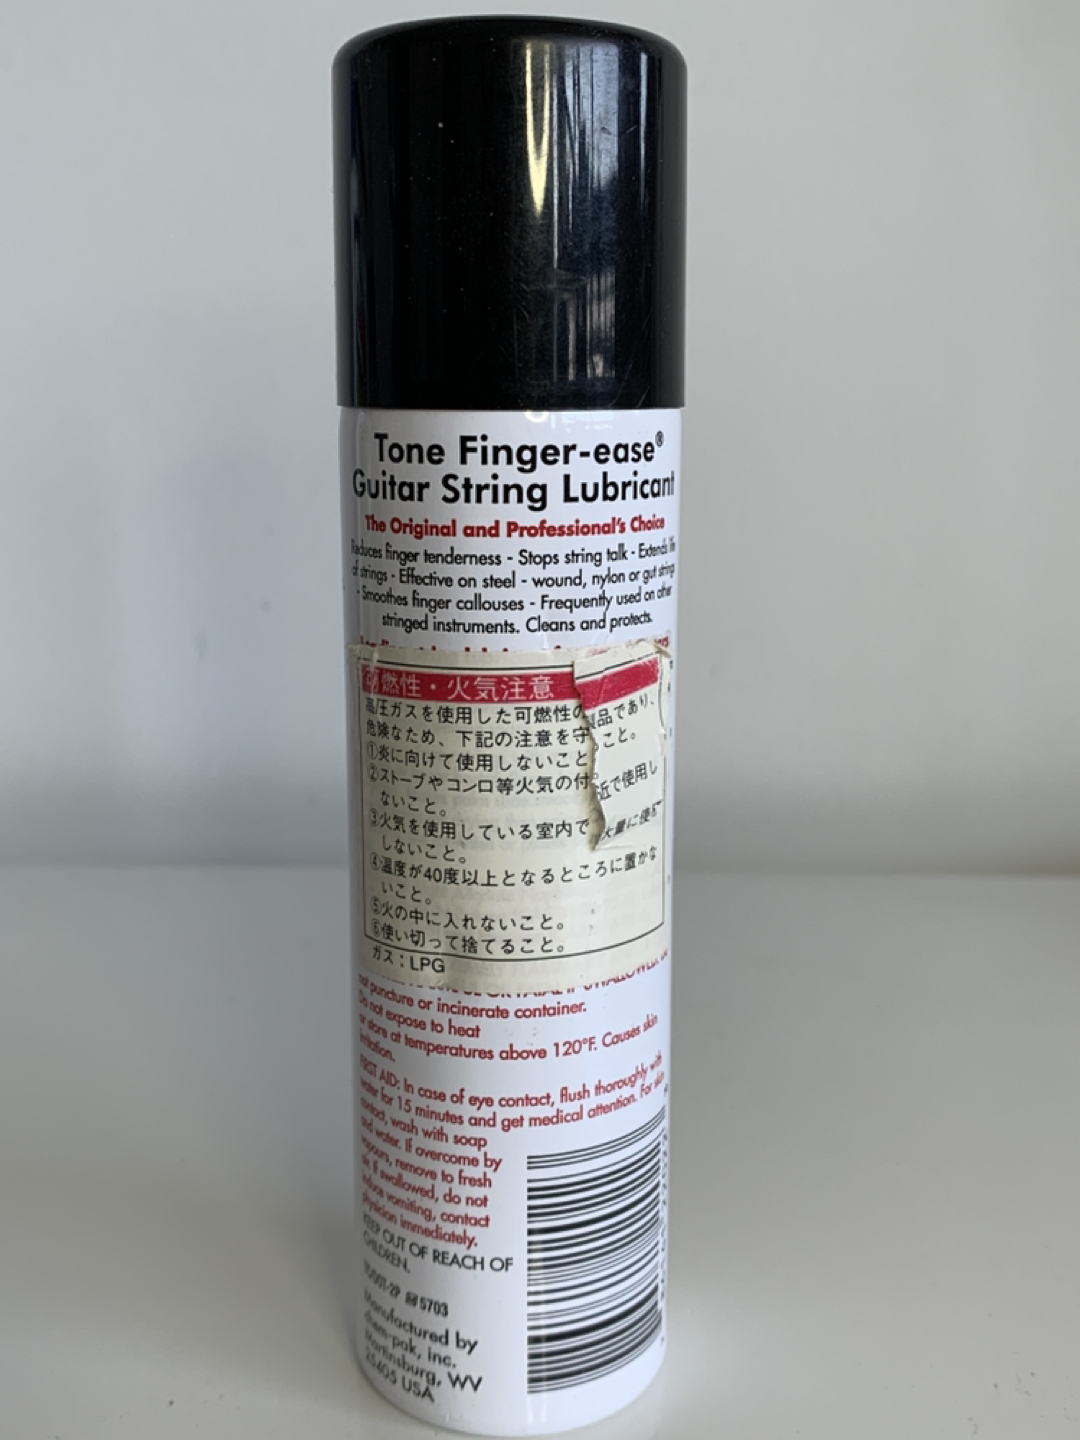 Tone Finger-ease®
Guitar String Lubricant
The Original and Professional's Choice
Reduces finger tenderness - Stops string talk - Extends life
of strings - Effective on steel - wound, nylon or gut strings
- Smoothes finger callouses - Frequently used on other
stringed instruments. Cleans and protects.
可燃性・火気注意
高圧ガスを使用した可燃性の製品であり、
危険なため、下記の注意を守 こと。
①炎に向けて使用しないこと。
②ストーブやコンロ等火気の付近で使用し
ないこと。
③火気を使用している室内で大量に使用
しないこと。
④温度が40度以上となるところに置かな
いこと。
⑤火の中に入れないこと。
⑥使い切って捨てること。
ガス:LPG
OR FATAL IF SWALLOWED.
not puncture or incinerate container.
Do not expose to heat
or store at temperatures above 120°F. Causes skin
irritation.
FIRST AID: In case of eye contact, flush thoroughly with
water for 15 minutes and get medical attention. For skin
contact, wash with soap
and water. If overcome by
vapours, remove to fresh
air. If swallowed, do not
induce vomiting, contact
physician immediately.
KEEP OUT OF REACH OF
CHILDREN.
5703
Manufactured by
chem-pak, inc.
Martinsburg, WV
25405 USA